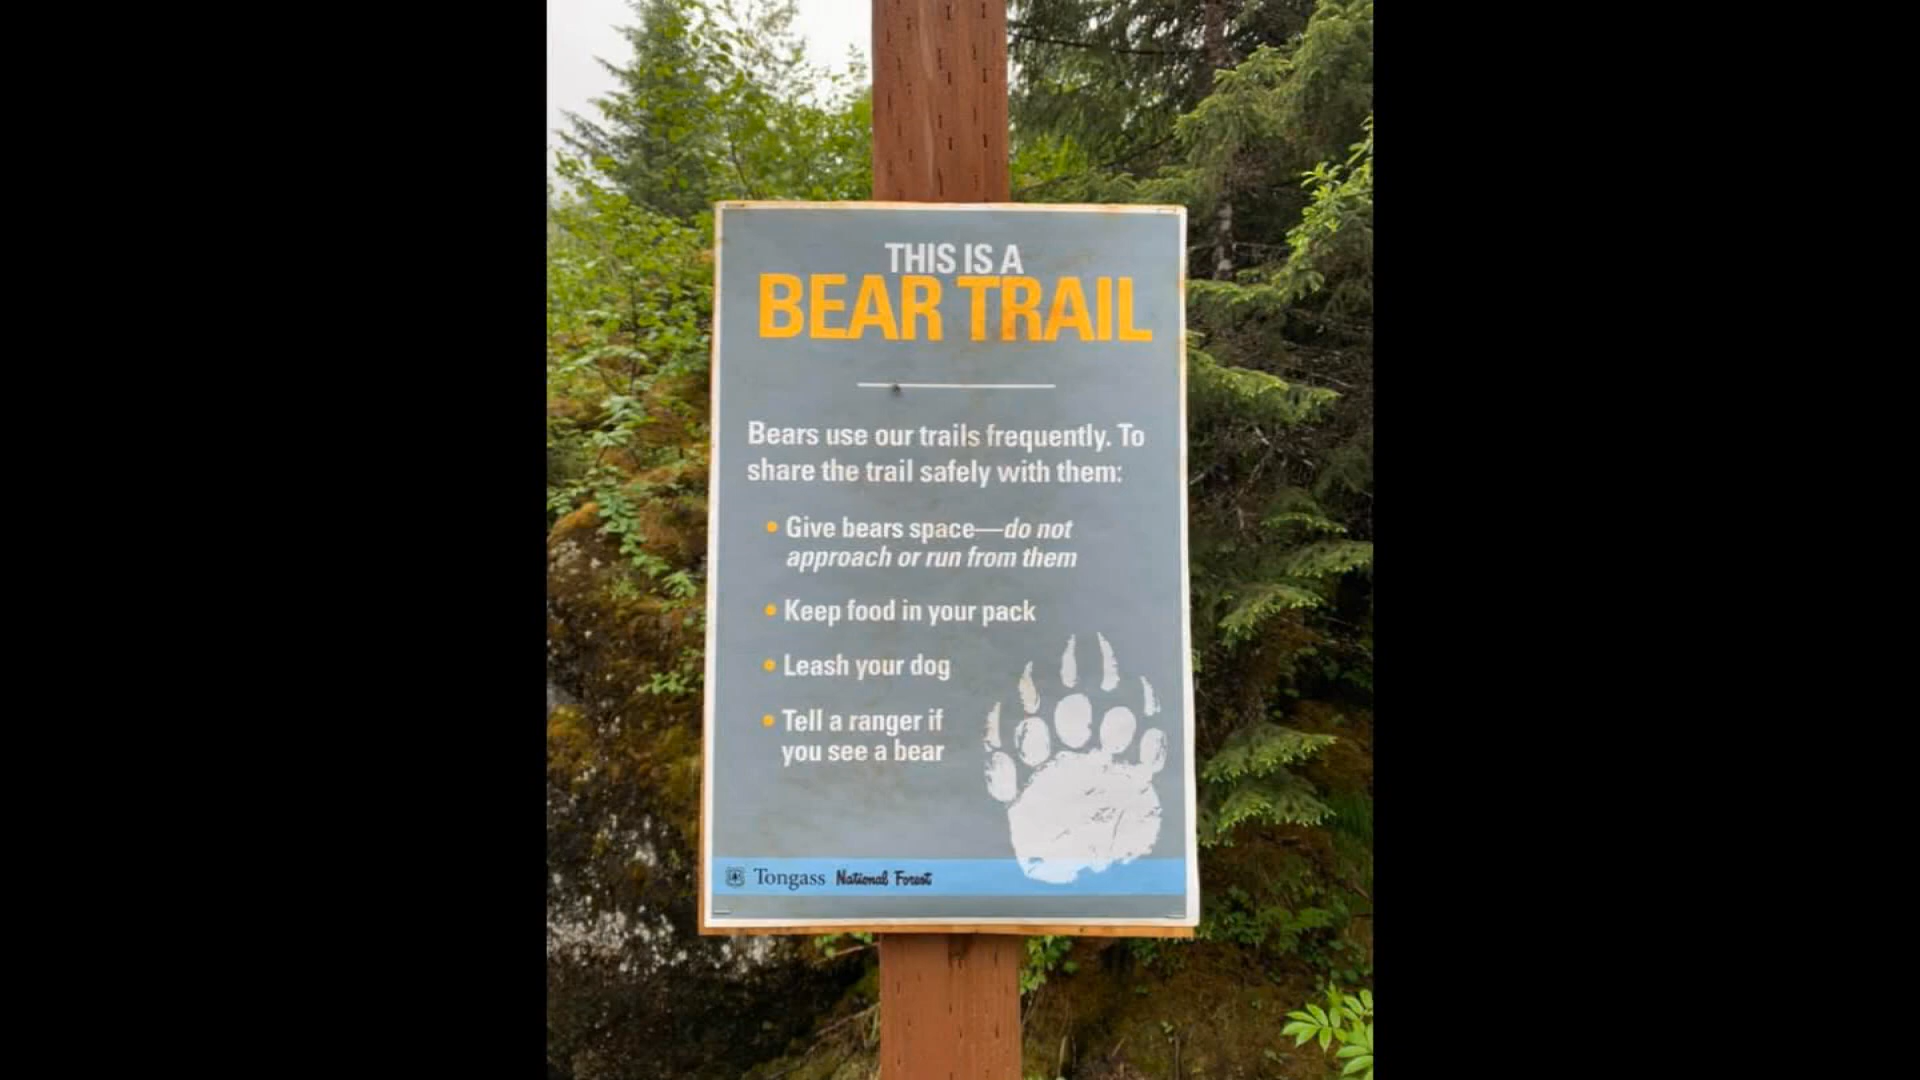 THIS IS A
BEAR TRAIL
Bears use our trails frequently. To
share the trail safely with them:
• Give bears space—do not
approach or run from them
• Keep food in your pack
• Leash your dog
• Tell a ranger if
you see a bear
Tongass National Forest